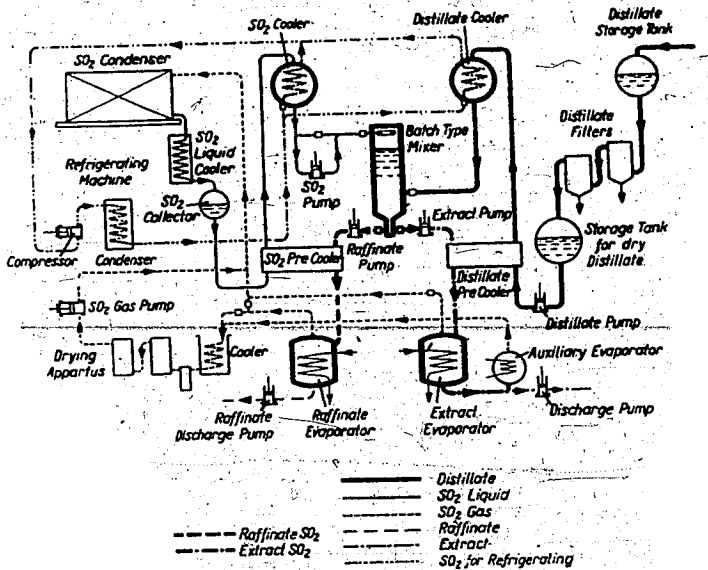 SO2 Cooler
Distillate Cooler
Distillate
Storage Tank
SO2 Condenser
SO2
Liquid
Cooler
Refrigerating
Machine
SO2
Collector
Batch Type
Mixer
Distillate
Filters
SO2
Pump
Extract Pump
Raffinate
Pump
Storage Tank
for dry
Distillate
Compressor
Condenser
SO2 Pre Cooler
Distillate
Pre Cooler
SO2 Gas Pump
Distillate Pump
Drying
Appartus
Cooler
Auxiliary Evaporator
Raffinate
Discharge Pump
Raffinate
Evaporator
Extract
Evaporator
Discharge Pump
Distillate
SO2 Liquid
SO2 Gas
Raffinate SO2
Raffinate
Extract SO2
Extract
SO2 for Refrigerating